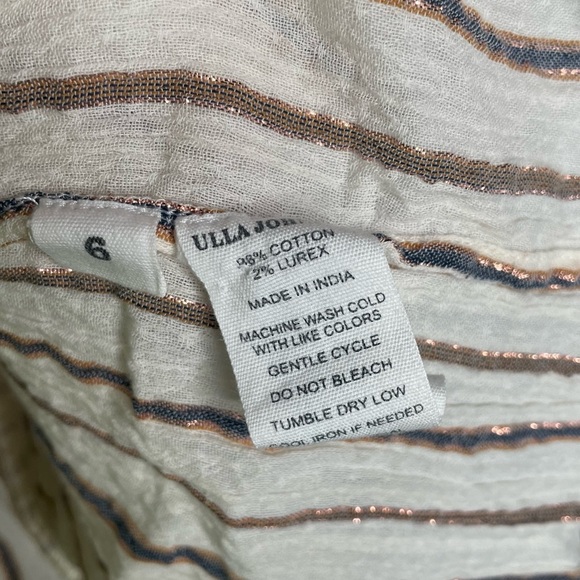 6
ULLA JOH
98% COTTON
2% LUREX
MADE IN INDIA
MACHINE WASH COLD
WITH LIKE COLORS
GENTLE CYCLE
DO NOT BLEACH
TUMBLE DRY LOW
COOL IRON IF NEEDED